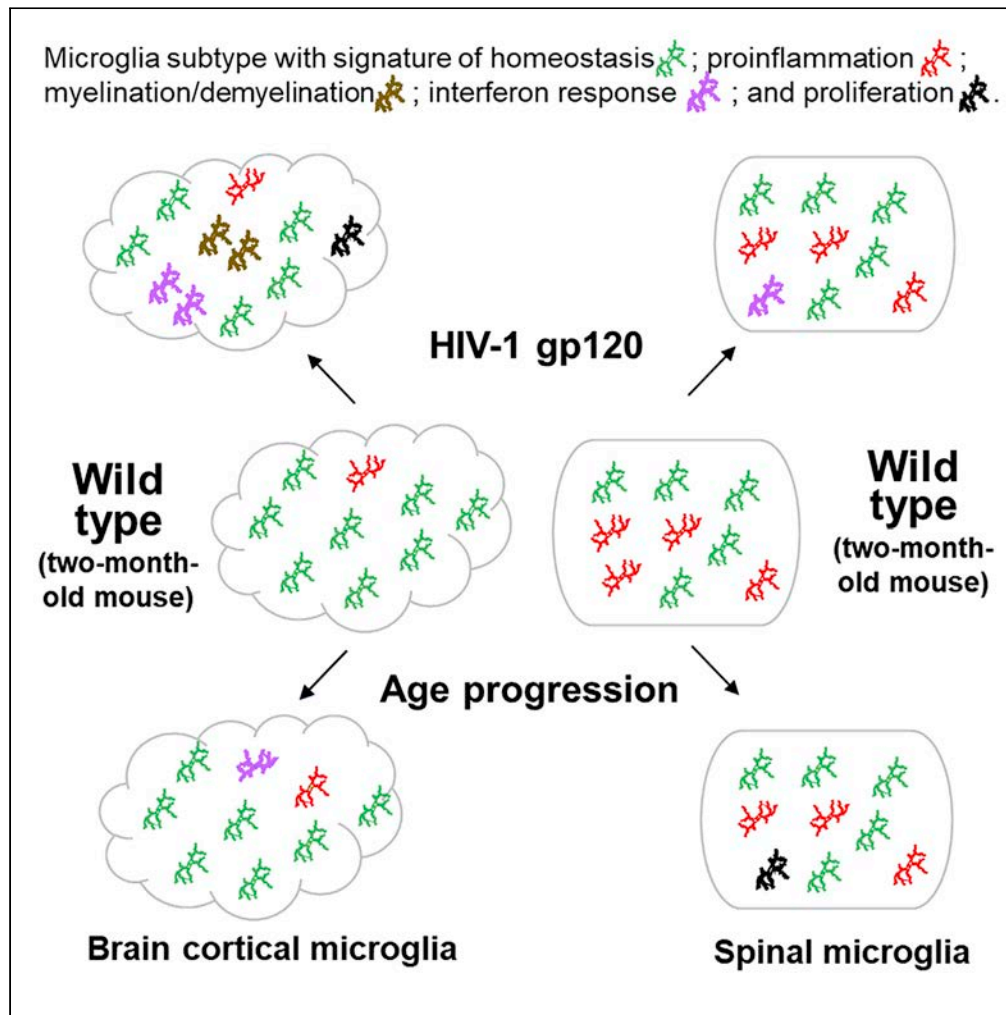 Microglia subtype with signature of homeostasis ; proinflammation ;
myelination/demyelination ; interferon response ; and proliferation .
HIV-1 gp120
Wild
type
(two-month-
old mouse)
Wild
type
(two-month-
old mouse)
Age progression
Brain cortical microglia
Spinal microglia